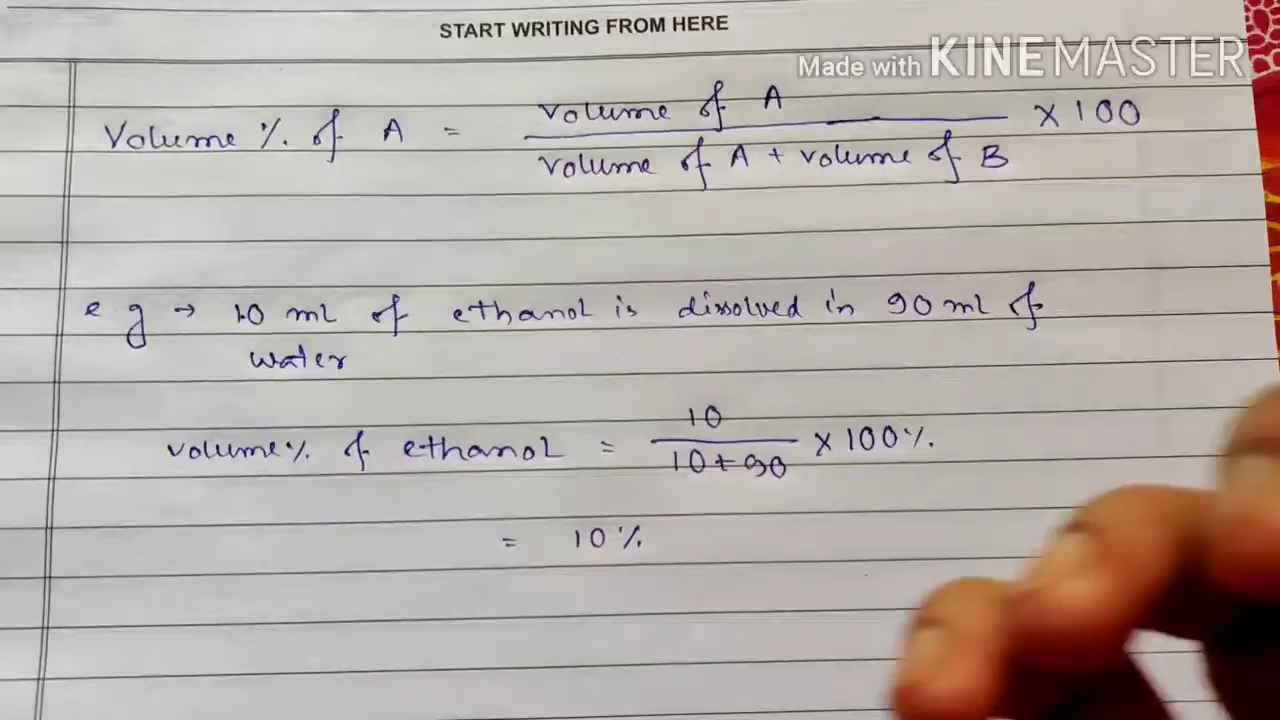 START WRITING FROM HERE
Made with KINEMASTER
Volume % of A = volume of A / volume of A + volume of B × 100
e g → 10 ml of ethanol is dissolved in 90 ml of
water
volume % of ethanol = 10 / 10 + 90 × 100 %
= 10 %